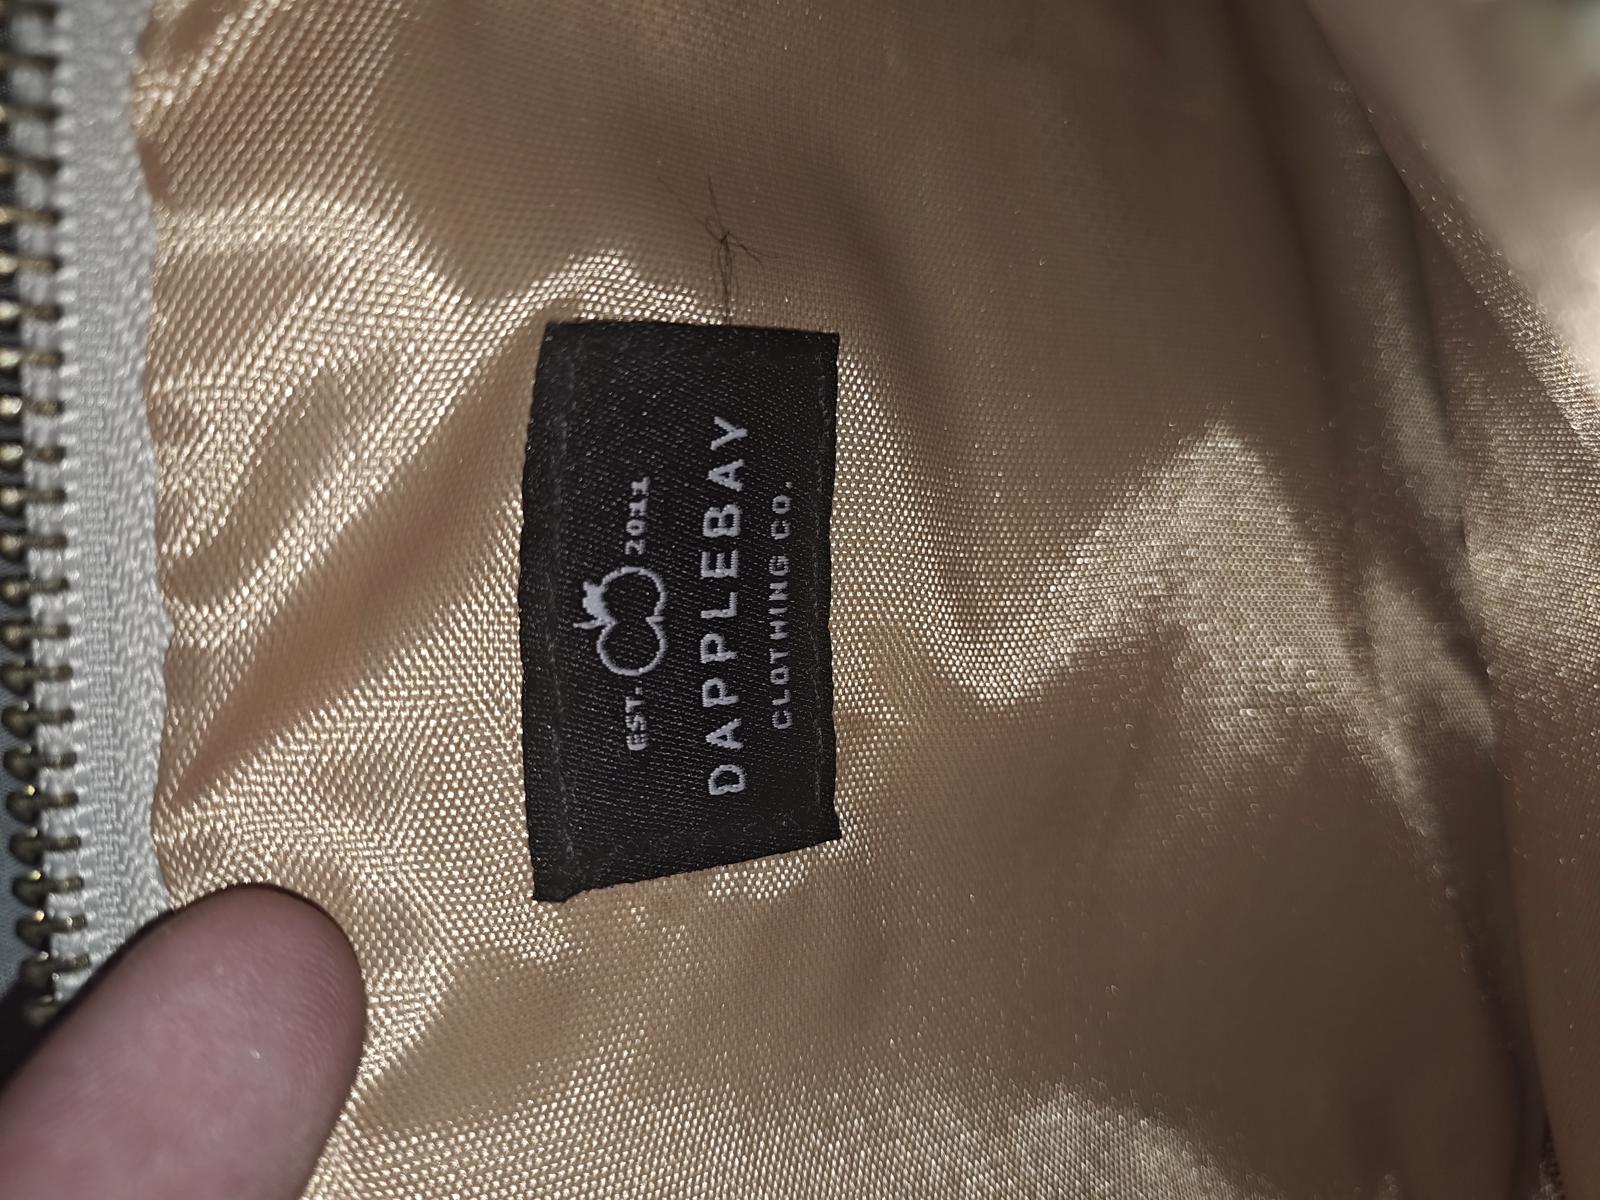 EST. 2011
DAPPLEBAY
CLOTHING CO.